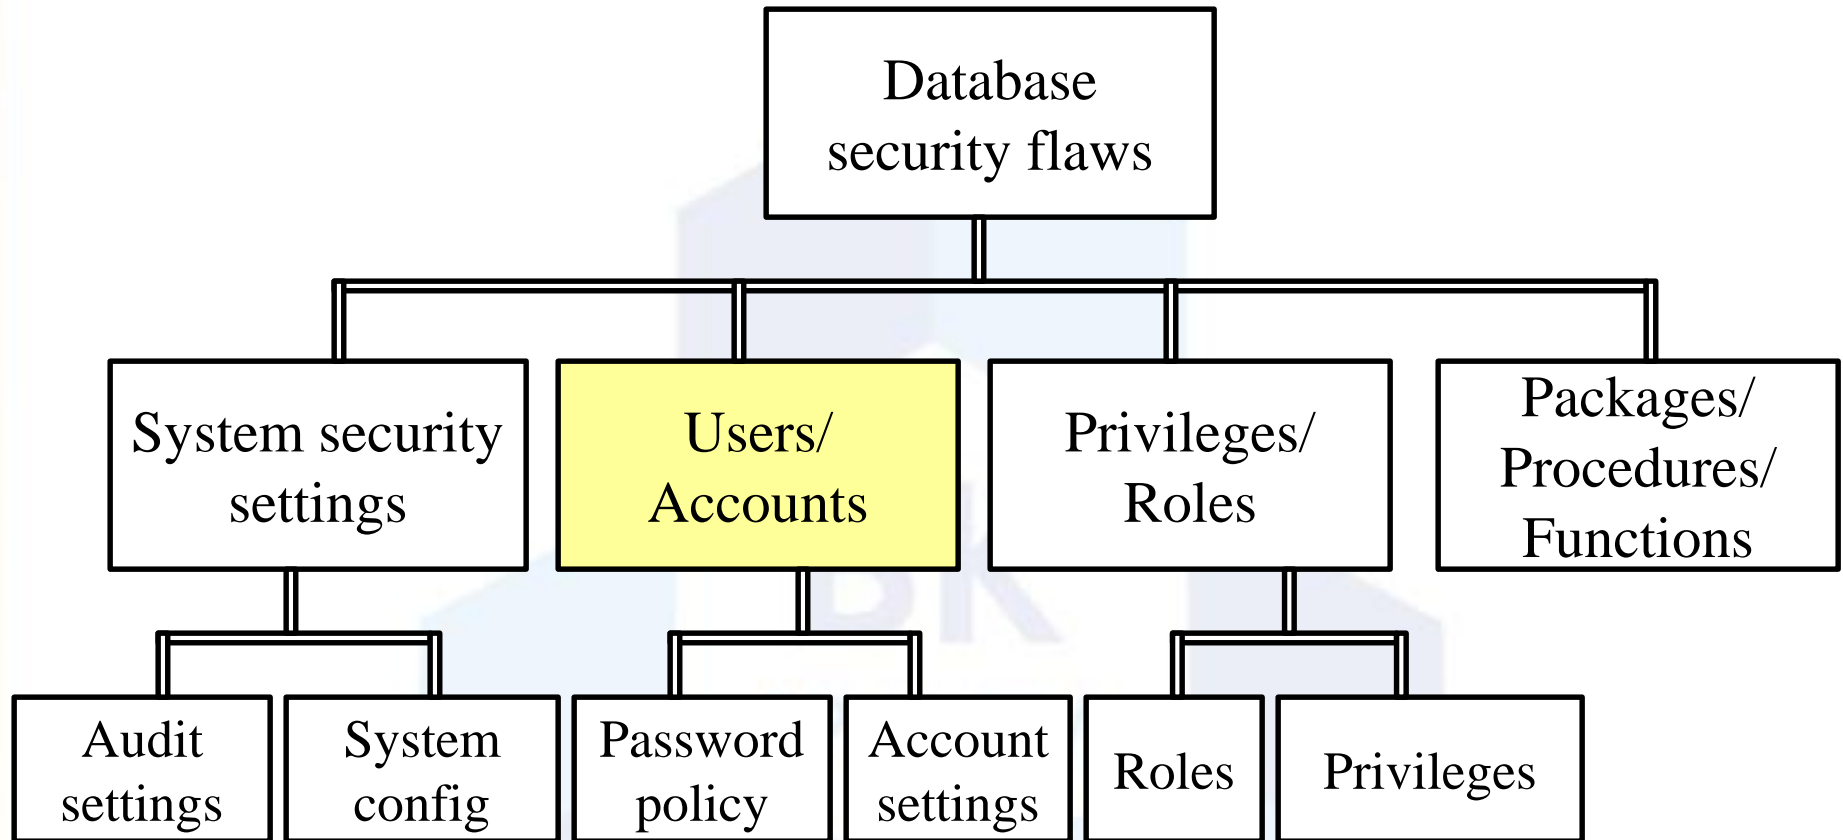 Database
security flaws
System security
settings
Users/
Accounts
Privileges/
Roles
Packages/
Procedures/
Functions
Audit
settings
System
config
Password
policy
Account
settings
Roles
Privileges
BK